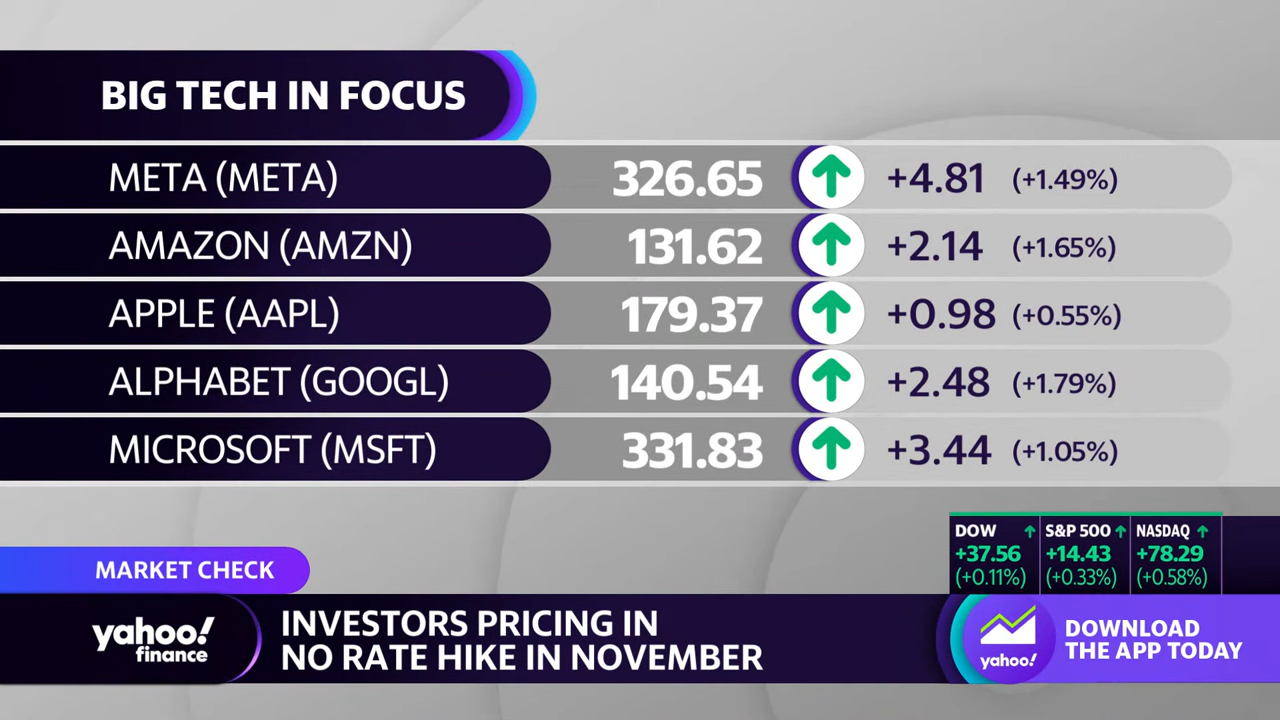 BIG TECH IN FOCUS
META (META) 326.65 +4.81 (+1.49%)
AMAZON (AMZN) 131.62 +2.14 (+1.65%)
APPLE (AAPL) 179.37 +0.98 (+0.55%)
ALPHABET (GOOGL) 140.54 +2.48 (+1.79%)
MICROSOFT (MSFT) 331.83 +3.44 (+1.05%)
DOW S&P 500 NASDAQ
+37.56 +14.43 +78.29
(+0.11%) (+0.33%) (+0.58%)
MARKET CHECK
yahoo!
finance
INVESTORS PRICING IN
NO RATE HIKE IN NOVEMBER
yahoo!
DOWNLOAD
THE APP TODAY